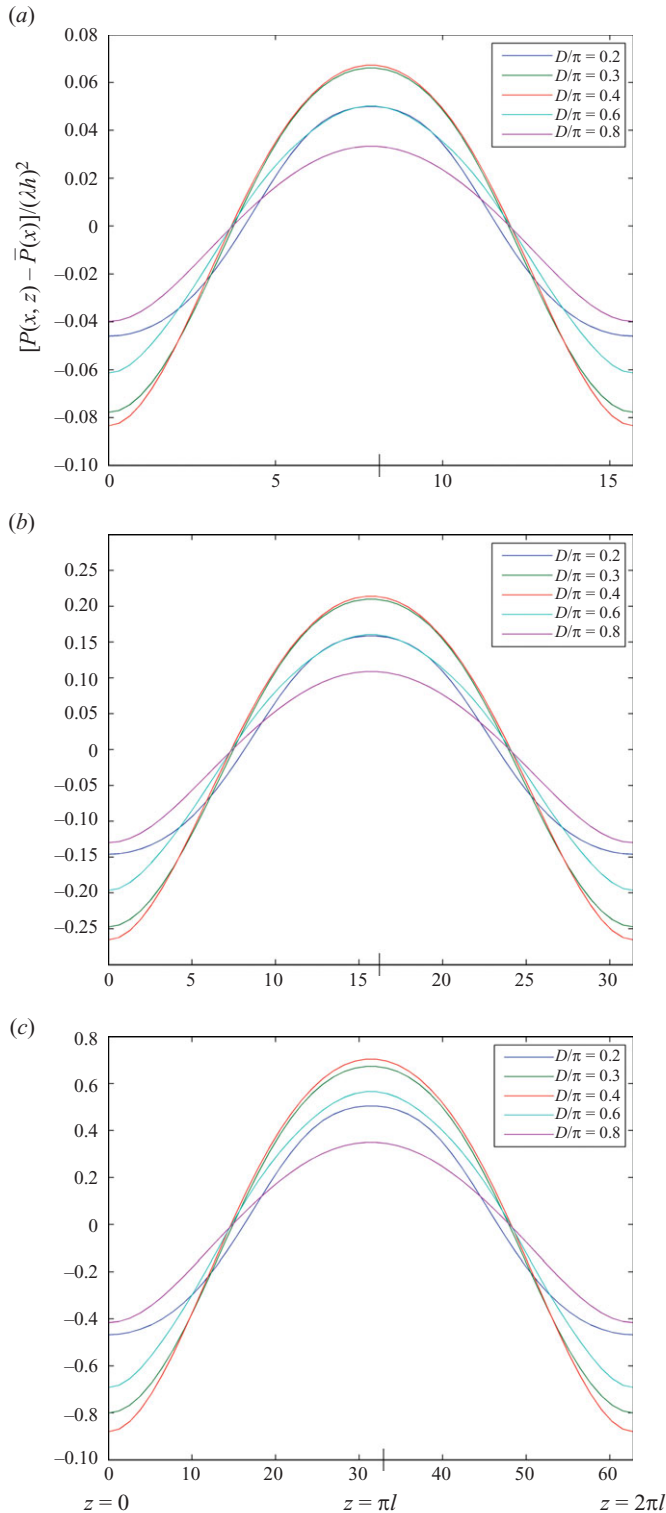 (a)
0.08
0.06
0.04
0.02
0
–0.02
–0.04
–0.06
–0.08
–0.10
[P(x, z) – P̅(x)]/(λh)²
D/π = 0.2
D/π = 0.3
D/π = 0.4
D/π = 0.6
D/π = 0.8
0 5 10 15
(b)
0.25
0.20
0.15
0.10
0.05
0
–0.05
–0.10
–0.15
–0.20
–0.25
D/π = 0.2
D/π = 0.3
D/π = 0.4
D/π = 0.6
D/π = 0.8
0 5 10 15 20 25 30
(c)
0.8
0.6
0.4
0.2
0
–0.2
–0.4
–0.6
–0.8
–0.10
D/π = 0.2
D/π = 0.3
D/π = 0.4
D/π = 0.6
D/π = 0.8
0 10 20 30 40 50 60
z = 0 z = πl z = 2πl